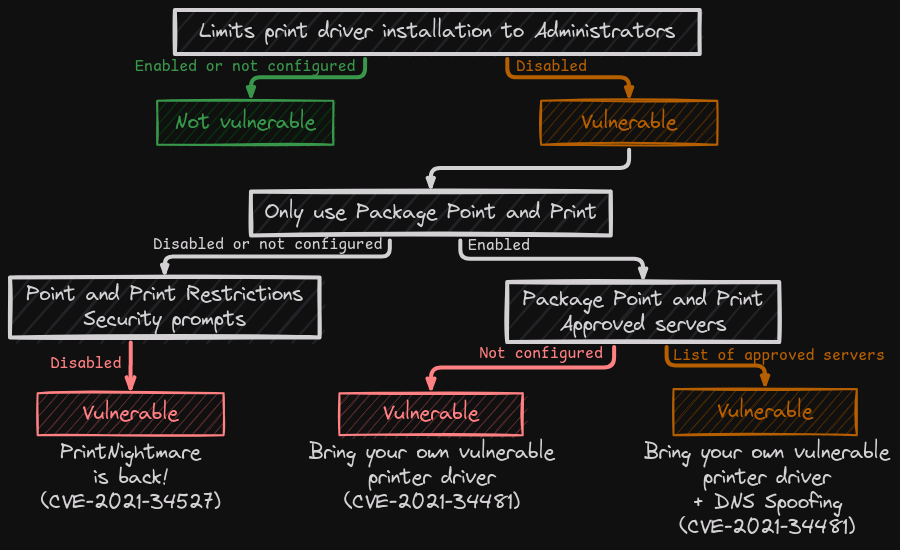 Limits print driver installation to Administrators
Enabled or not configured
Disabled
Not vulnerable
Vulnerable
Only use Package Point and Print
Disabled or not configured
Enabled
Point and Print Restrictions
Security prompts
Package Point and Print
Approved servers
Disabled
Not configured
List of approved servers
Vulnerable
Vulnerable
Vulnerable
PrintNightmare
is back!
(CVE-2021-34527)
Bring your own vulnerable
printer driver
(CVE-2021-34481)
Bring your own vulnerable
printer driver
+ DNS Spoofing
(CVE-2021-34481)